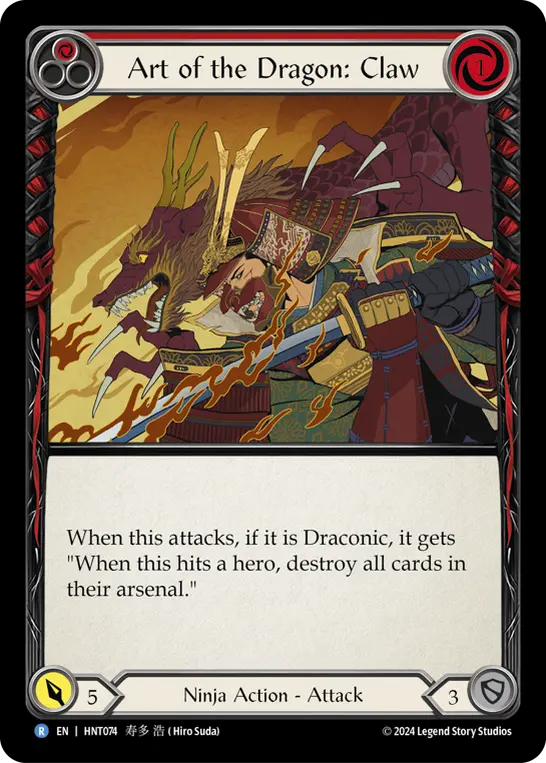 Art of the Dragon: Claw
1
When this attacks, if it is Draconic, it gets
"When this hits a hero, destroy all cards in
their arsenal."
5
Ninja Action - Attack
3
R EN | HNT074 寿多 浩 ( Hiro Suda)
© 2024 Legend Story Studios